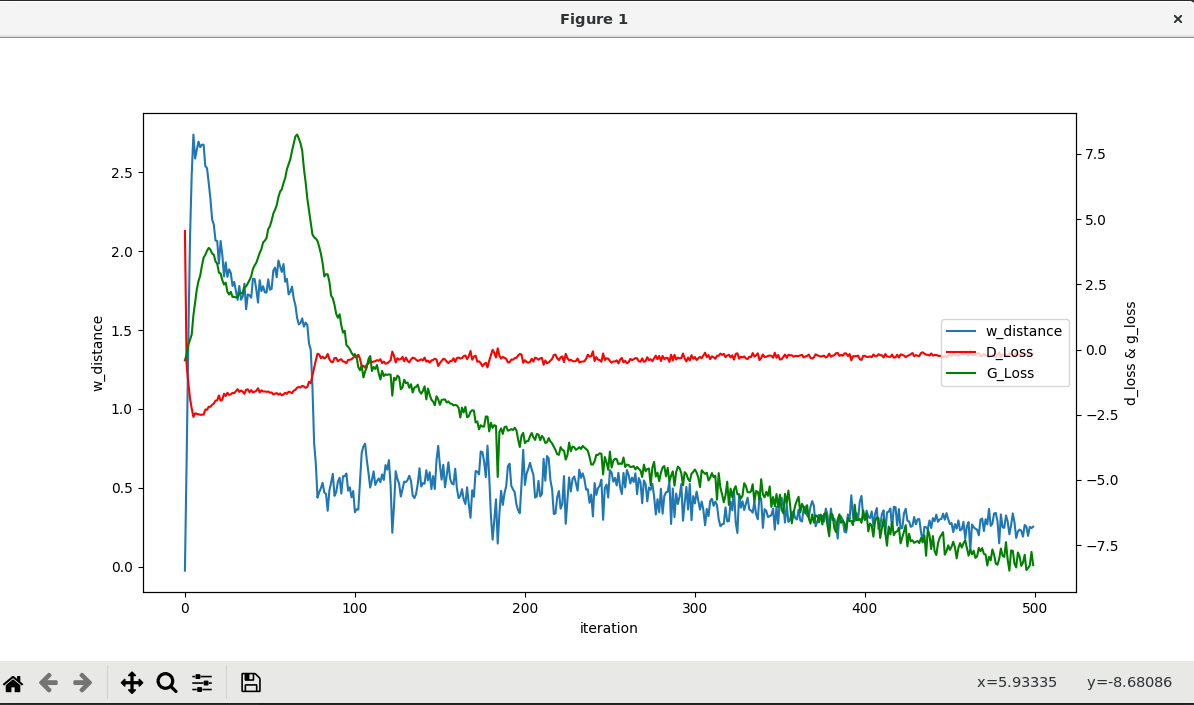 Figure 1
×
2.5
2.0
1.5
1.0
0.5
0.0
w_distance
7.5
5.0
2.5
0.0
−2.5
−5.0
−7.5
d_loss & g_loss
w_distance
D_Loss
G_Loss
0 100 200 300 400 500
iteration
x=5.93335 y=-8.68086